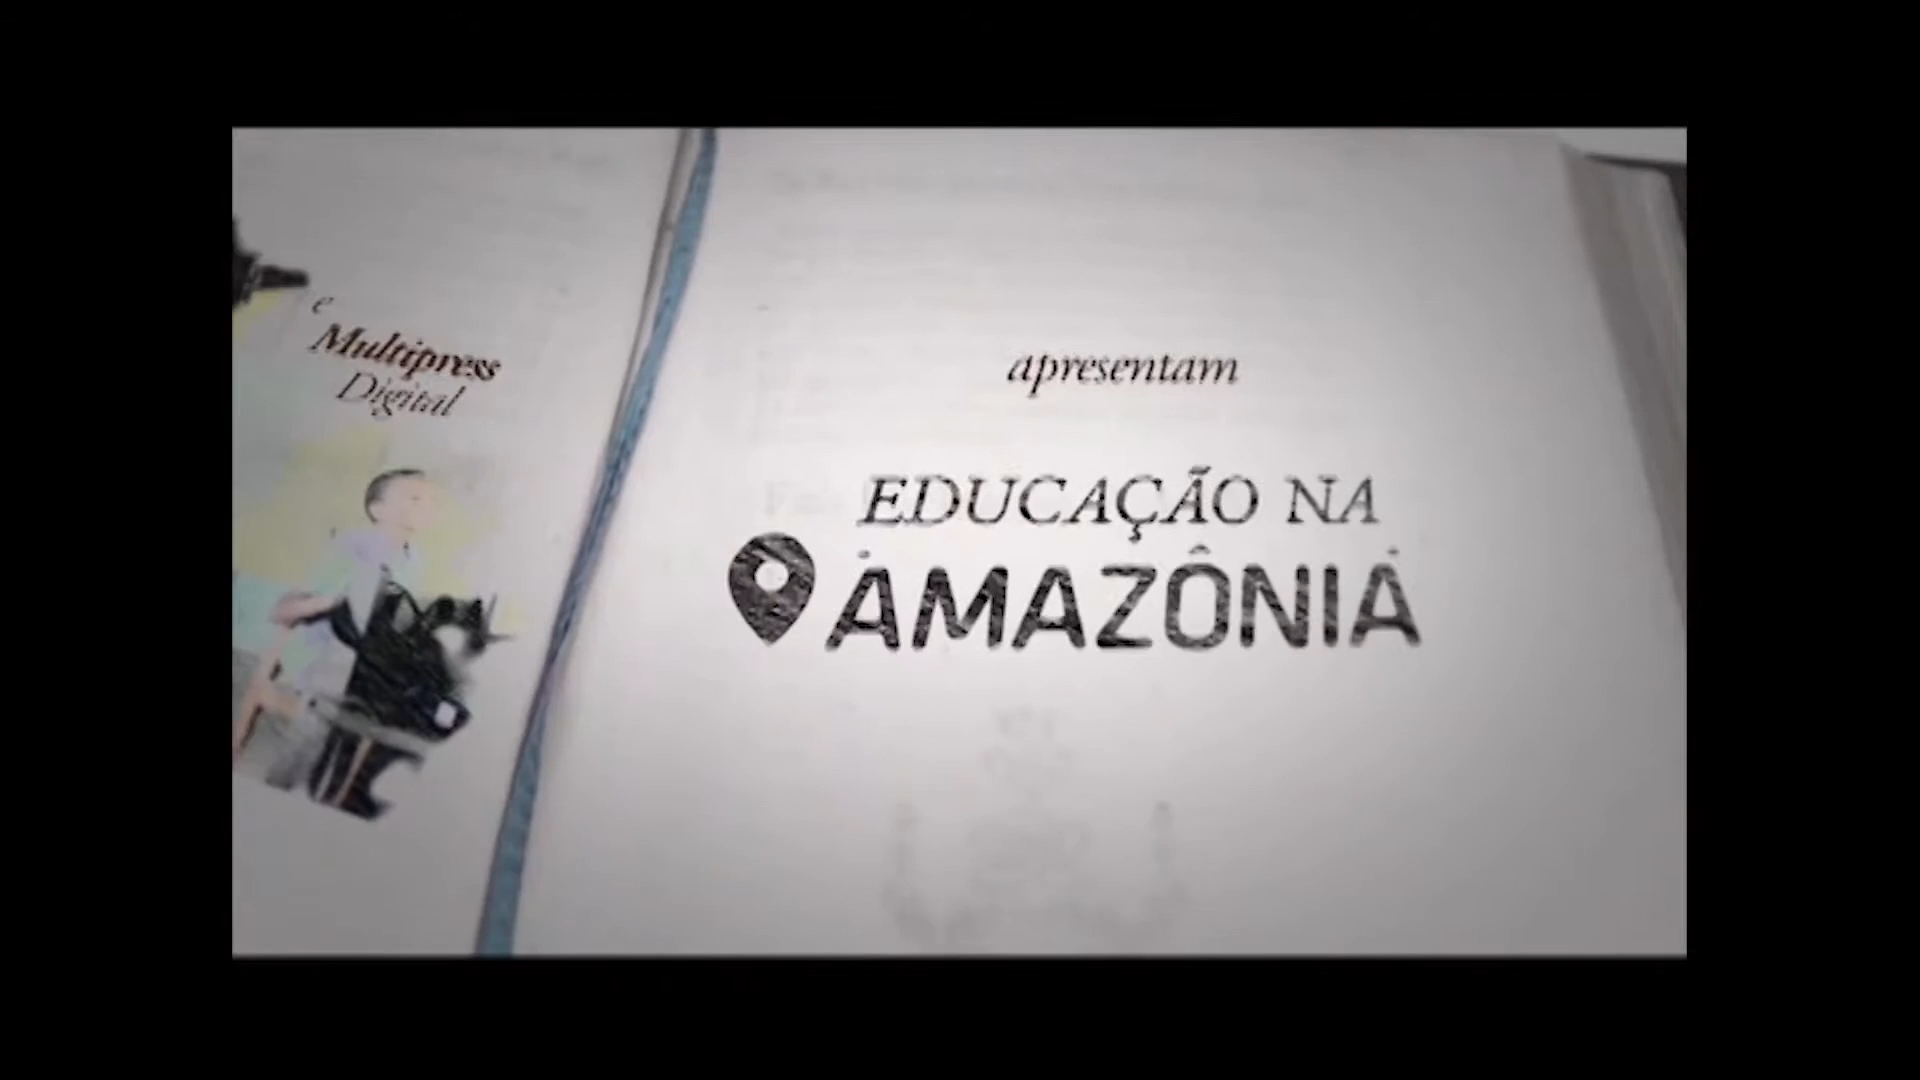 e
Multipress
Digital
apresentam
EDUCAÇÃO NA
AMAZÔNIA